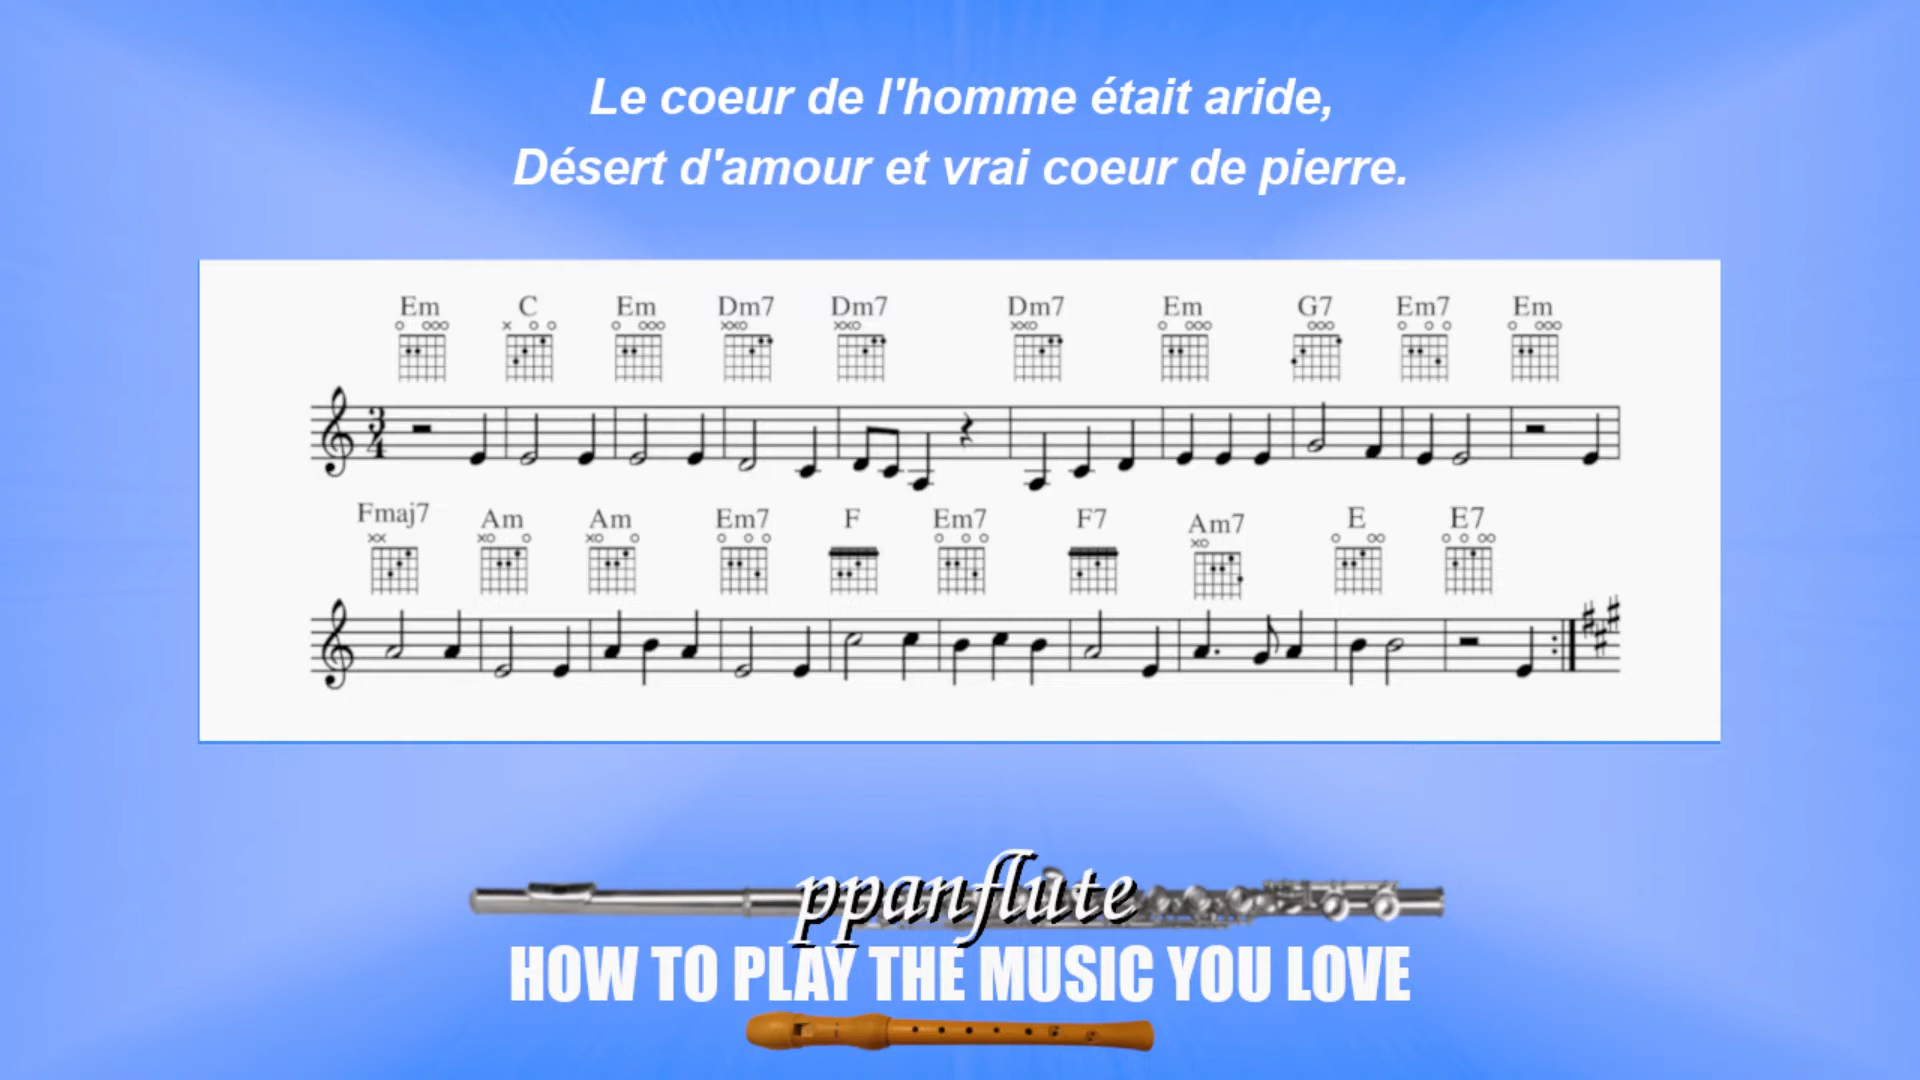 Le coeur de l'homme était aride,
Désert d'amour et vrai coeur de pierre.
Em C Em Dm7 Dm7 Dm7 Em G7 Em7 Em
3
4
Fmaj7 Am Am Em7 F Em7 F7 Am7 E E7
ppanflute
HOW TO PLAY THE MUSIC YOU LOVE